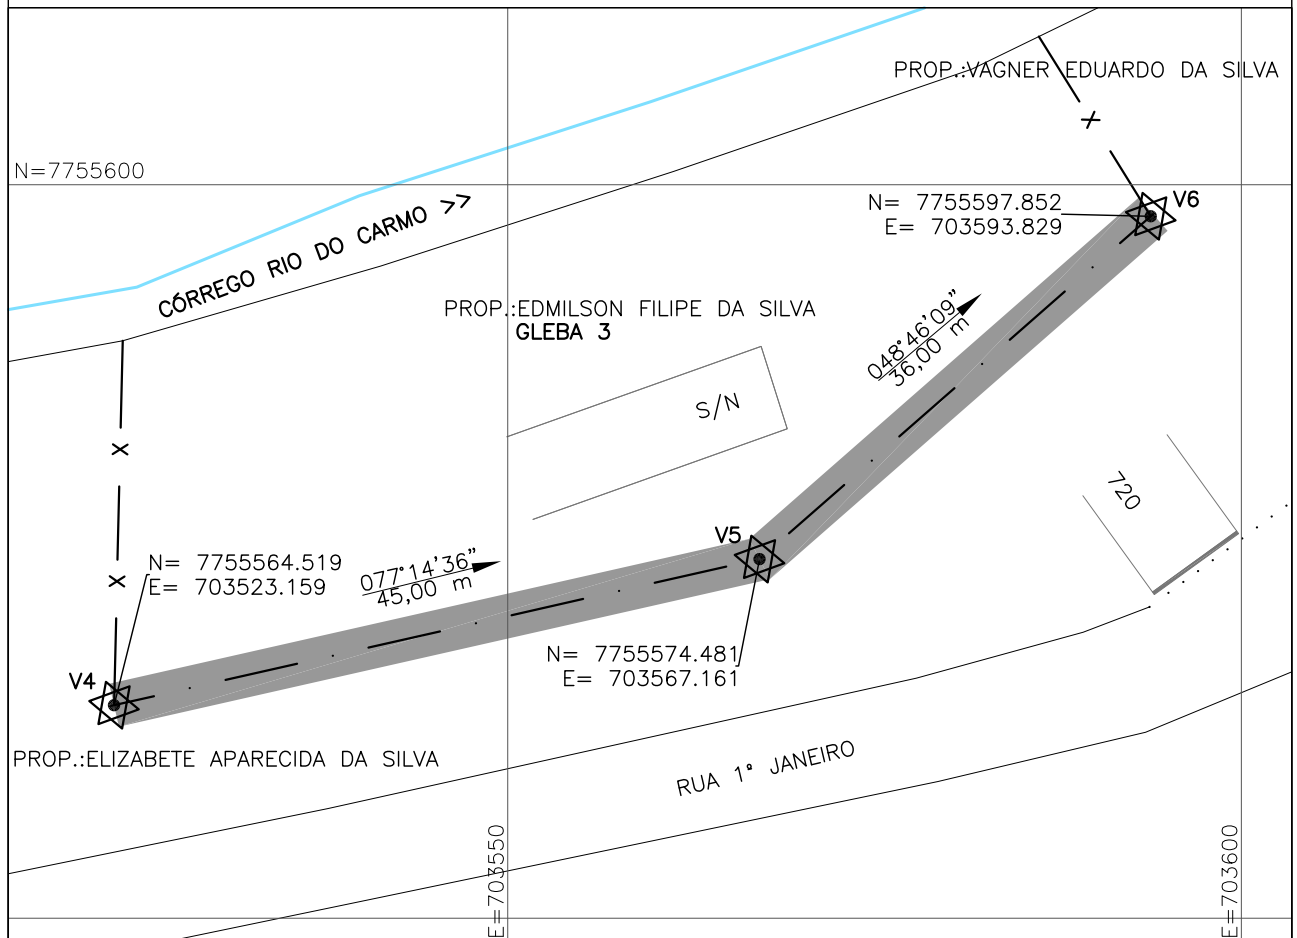 PROP.:VAGNER EDUARDO DA SILVA
N=7755600
CÓRREGO RIO DO CARMO >>
N= 7755597.852
E= 703593.829
V6
PROP.:EDMILSON FILIPE DA SILVA
GLEBA 3
048°46'09"
36,00 m
S/N
X
X
X
720
V5
N= 7755564.519
E= 703523.159
077°14'36"
45,00 m
N= 7755574.481
E= 703567.161
V4
PROP.:ELIZABETE APARECIDA DA SILVA
RUA 1º JANEIRO
E=703550
E=703600